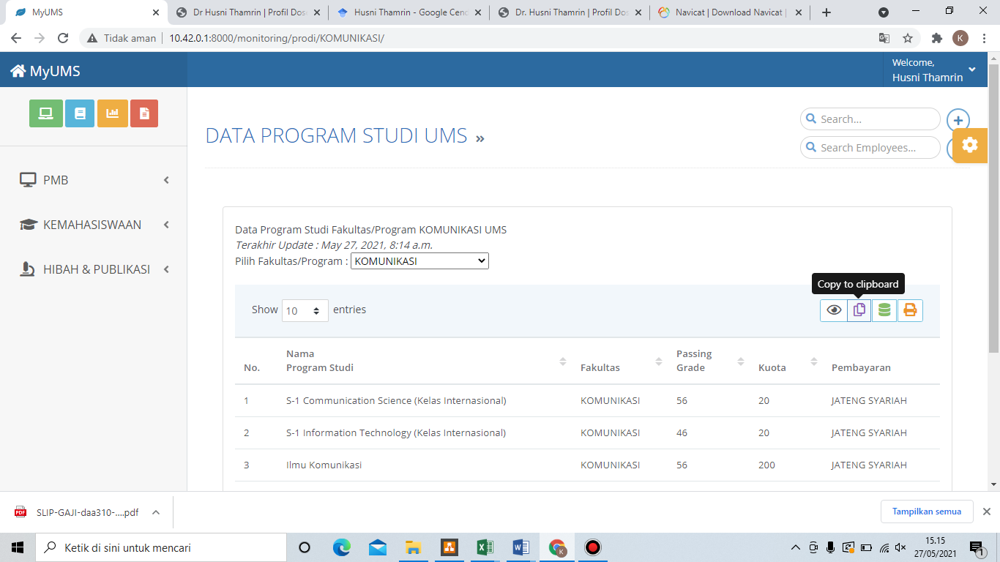 MyUMS
Dr Husni Thamrin | Profil Dos
Husni Thamrin - Google Cend
Dr. Husni Thamrin | Profil Dos
Navicat | Download Navicat |
Tidak aman | 10.42.0.1:8000/monitoring/prodi/KOMUNIKASI/
K
MyUMS
Welcome,
Husni Thamrin
DATA PROGRAM STUDI UMS »
Search...
Search Employees...
PMB
KEMAHASISWAAN
HIBAH & PUBLIKASI
Data Program Studi Fakultas/Program KOMUNIKASI UMS
Terakhir Update : May 27, 2021, 8:14 a.m.
Pilih Fakultas/Program : KOMUNIKASI
Copy to clipboard
Show 10 entries
No. Nama Program Studi Fakultas Passing Grade Kuota Pembayaran
1 S-1 Communication Science (Kelas Internasional) KOMUNIKASI 56 20 JATENG SYARIAH
2 S-1 Information Technology (Kelas Internasional) KOMUNIKASI 46 20 JATENG SYARIAH
3 Ilmu Komunikasi KOMUNIKASI 56 200 JATENG SYARIAH
PDF SLIP-GAJI-daa310-....pdf
Tampilkan semua
Ketik di sini untuk mencari
K
15.15
27/05/2021
1